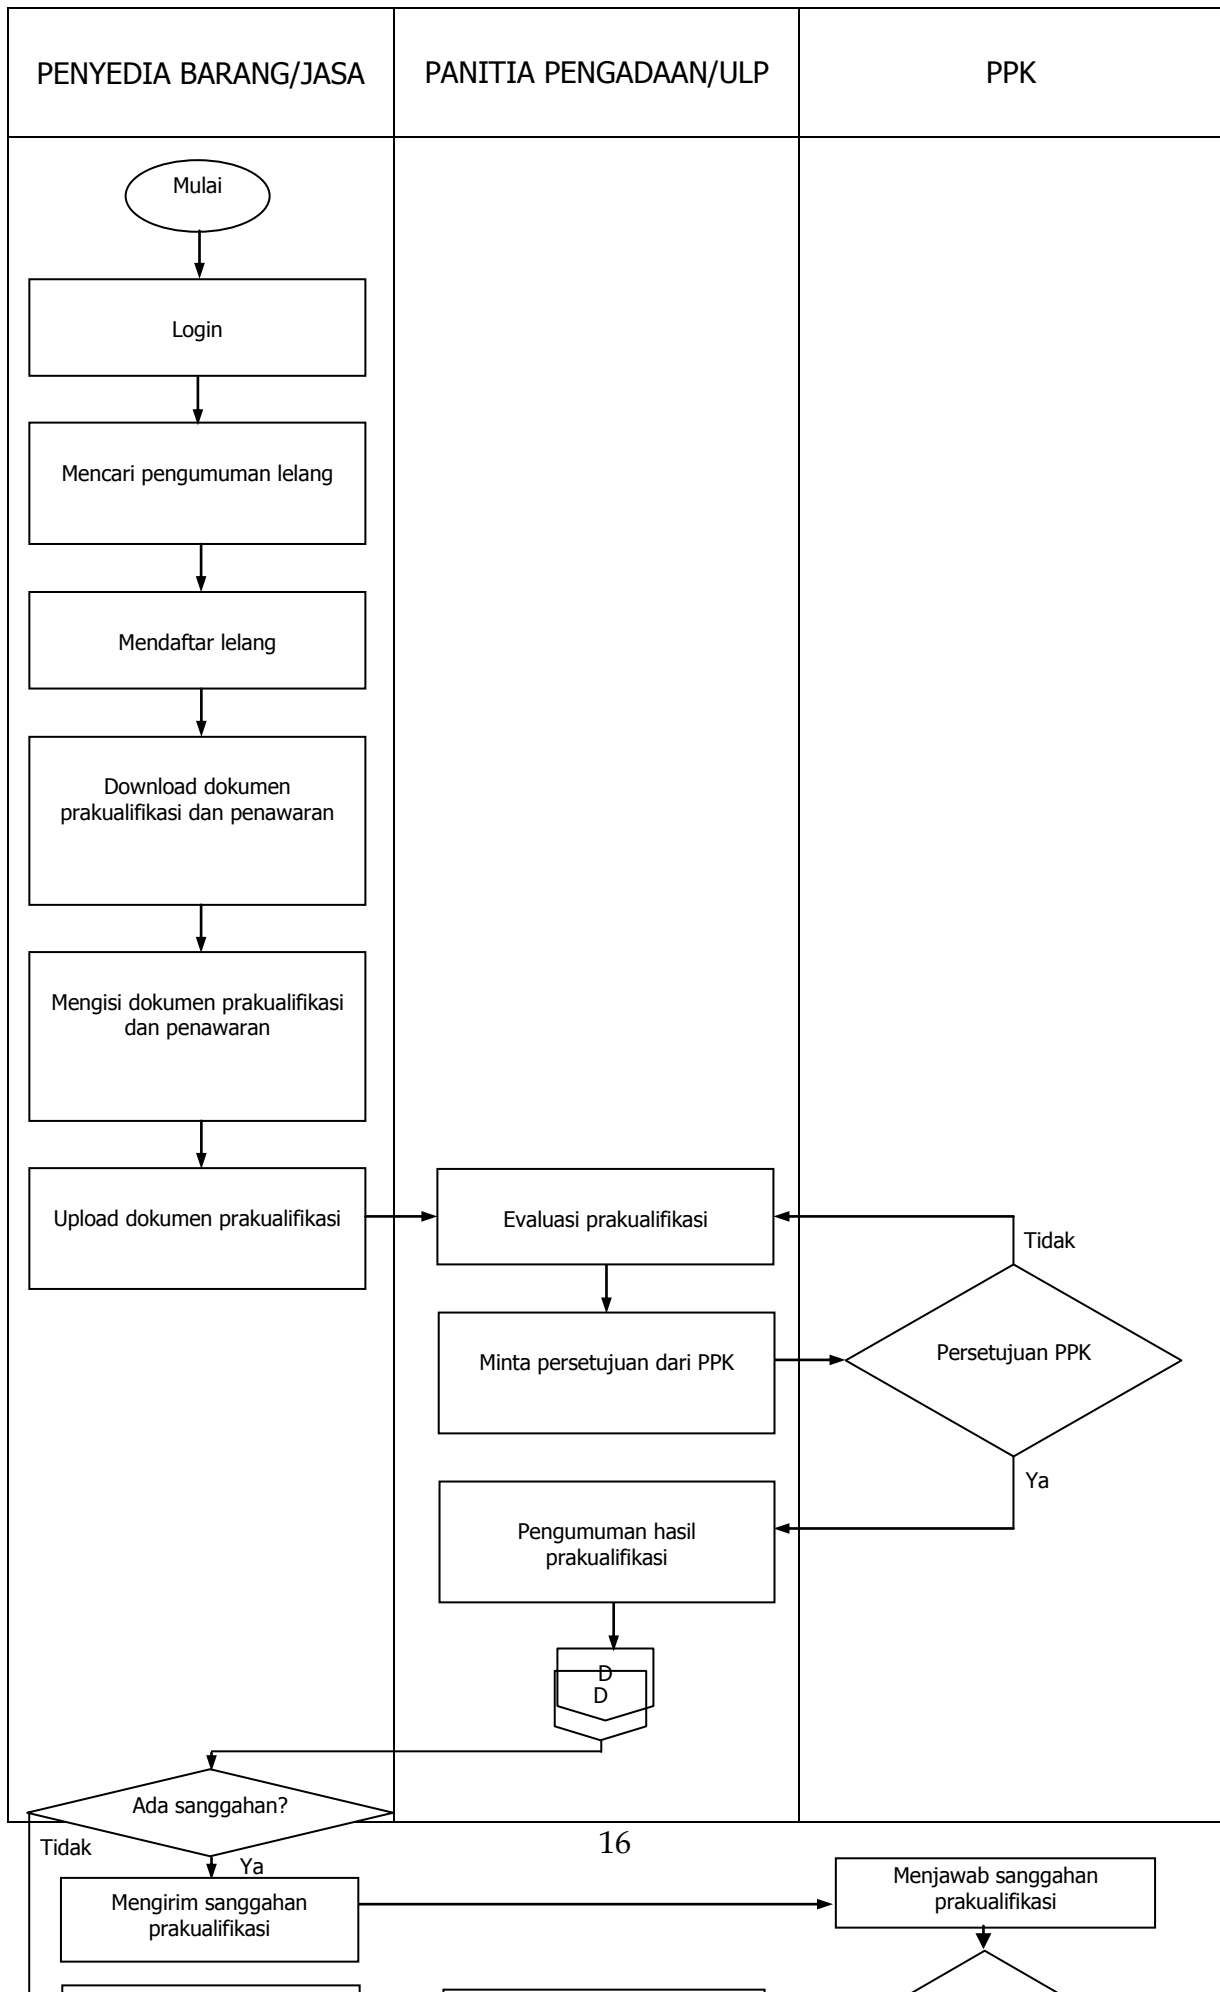 PENYEDIA BARANG/JASA
PANITIA PENGADAAN/ULP
PPK
Mulai
Login
Mencari pengumuman lelang
Mendaftar lelang
Download dokumen
prakualifikasi dan penawaran
Mengisi dokumen prakualifikasi
dan penawaran
Upload dokumen prakualifikasi
Evaluasi prakualifikasi
Tidak
Minta persetujuan dari PPK
Persetujuan PPK
Ya
Pengumuman hasil
prakualifikasi
D
D
Ada sanggahan?
Tidak
16
Ya
Mengirim sanggahan
prakualifikasi
Menjawab sanggahan
prakualifikasi